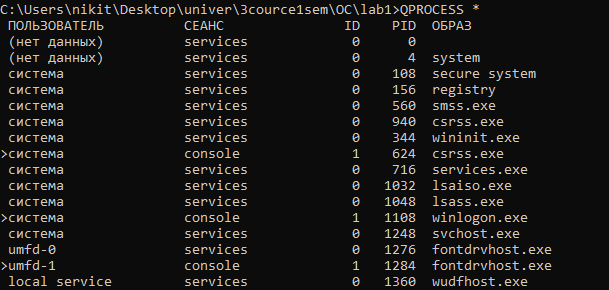 C:\Users\nikit\Desktop\univer\3cource1sem\OC\lab1>QPROCESS *
ПОЛЬЗОВАТЕЛЬ СЕАНС ID PID ОБРАЗ
(нет данных) services 0 0
(нет данных) services 0 4 system
система services 0 108 secure system
система services 0 156 registry
система services 0 560 smss.exe
система services 0 940 csrss.exe
система services 0 344 wininit.exe
>система console 1 624 csrss.exe
система services 0 716 services.exe
система services 0 1032 lsaiso.exe
система services 0 1048 lsass.exe
>система console 1 1108 winlogon.exe
система services 0 1248 svchost.exe
umfd-0 services 0 1276 fontdrvhost.exe
>umfd-1 console 1 1284 fontdrvhost.exe
local service services 0 1360 wudfhost.exe